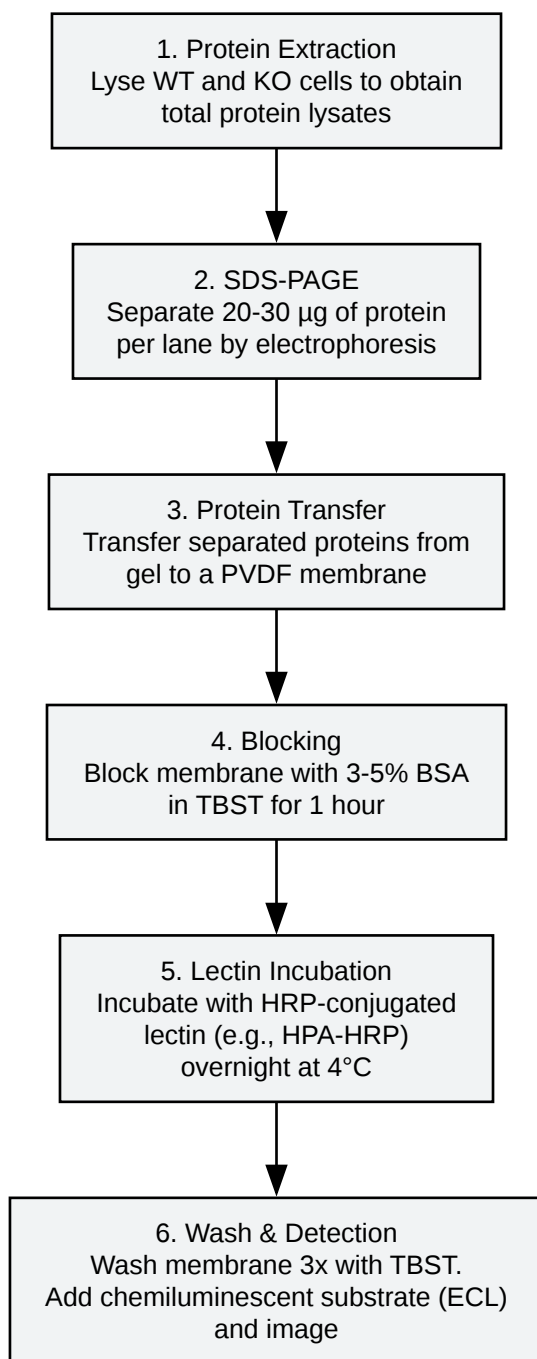 1. Protein Extraction
Lyse WT and KO cells to obtain
total protein lysates
2. SDS-PAGE
Separate 20-30 µg of protein
per lane by electrophoresis
3. Protein Transfer
Transfer separated proteins from
gel to a PVDF membrane
4. Blocking
Block membrane with 3-5% BSA
in TBST for 1 hour
5. Lectin Incubation
Incubate with HRP-conjugated
lectin (e.g., HPA-HRP)
overnight at 4°C
6. Wash & Detection
Wash membrane 3x with TBST.
Add chemiluminescent substrate (ECL)
and image